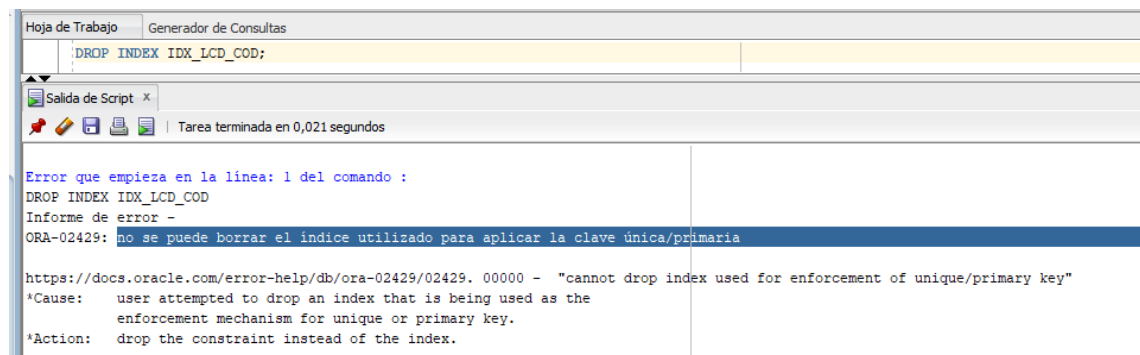 Hoja de Trabajo Generador de Consultas
DROP INDEX IDX_LCD_COD;
Salida de Script x
Tarea terminada en 0,021 segundos
Error que empieza en la línea: 1 del comando :
DROP INDEX IDX_LCD_COD
Informe de error -
ORA-02429: no se puede borrar el índice utilizado para aplicar la clave única/primaria
https://docs.oracle.com/error-help/db/ora-02429/02429. 00000 - "cannot drop index used for enforcement of unique/primary key"
*Cause: user attempted to drop an index that is being used as the
enforcement mechanism for unique or primary key.
*Action: drop the constraint instead of the index.